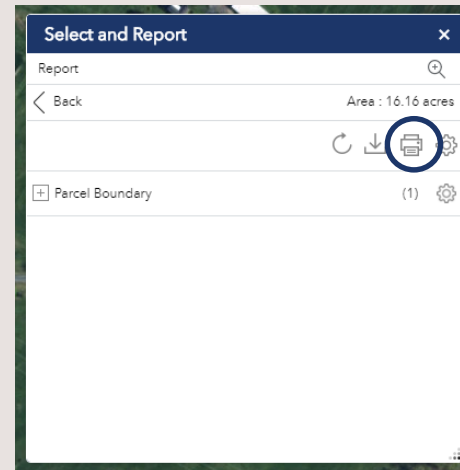 Select and Report
Report
Back Area : 16.16 acres
Parcel Boundary (1)